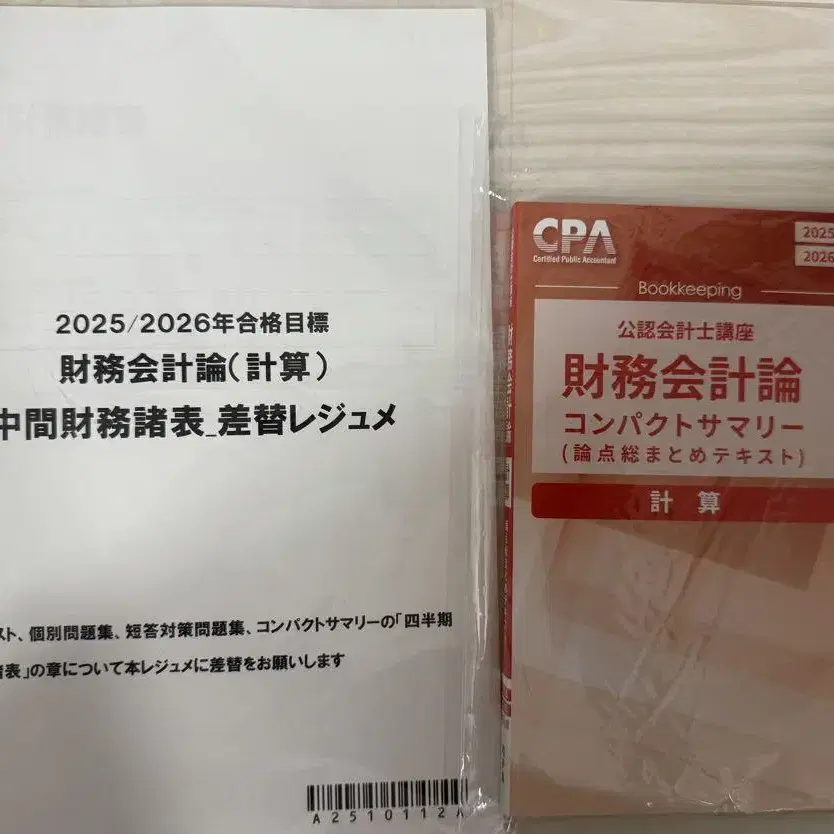 2025/2026年合格目標
財務会計論(計算)
中間財務諸表_差替レジュメ
スト、個別問題集、短答対策問題集、コンパクトサマリーの「四半期
諸表」の章について本レジュメに差替をお願いします
A2510112
CPA
Certified Public Accountant
2025
2026
Bookkeeping
公認会計士講座
財務会計論
コンパクトサマリー
(論点総まとめテキスト)
計算
財務会計論